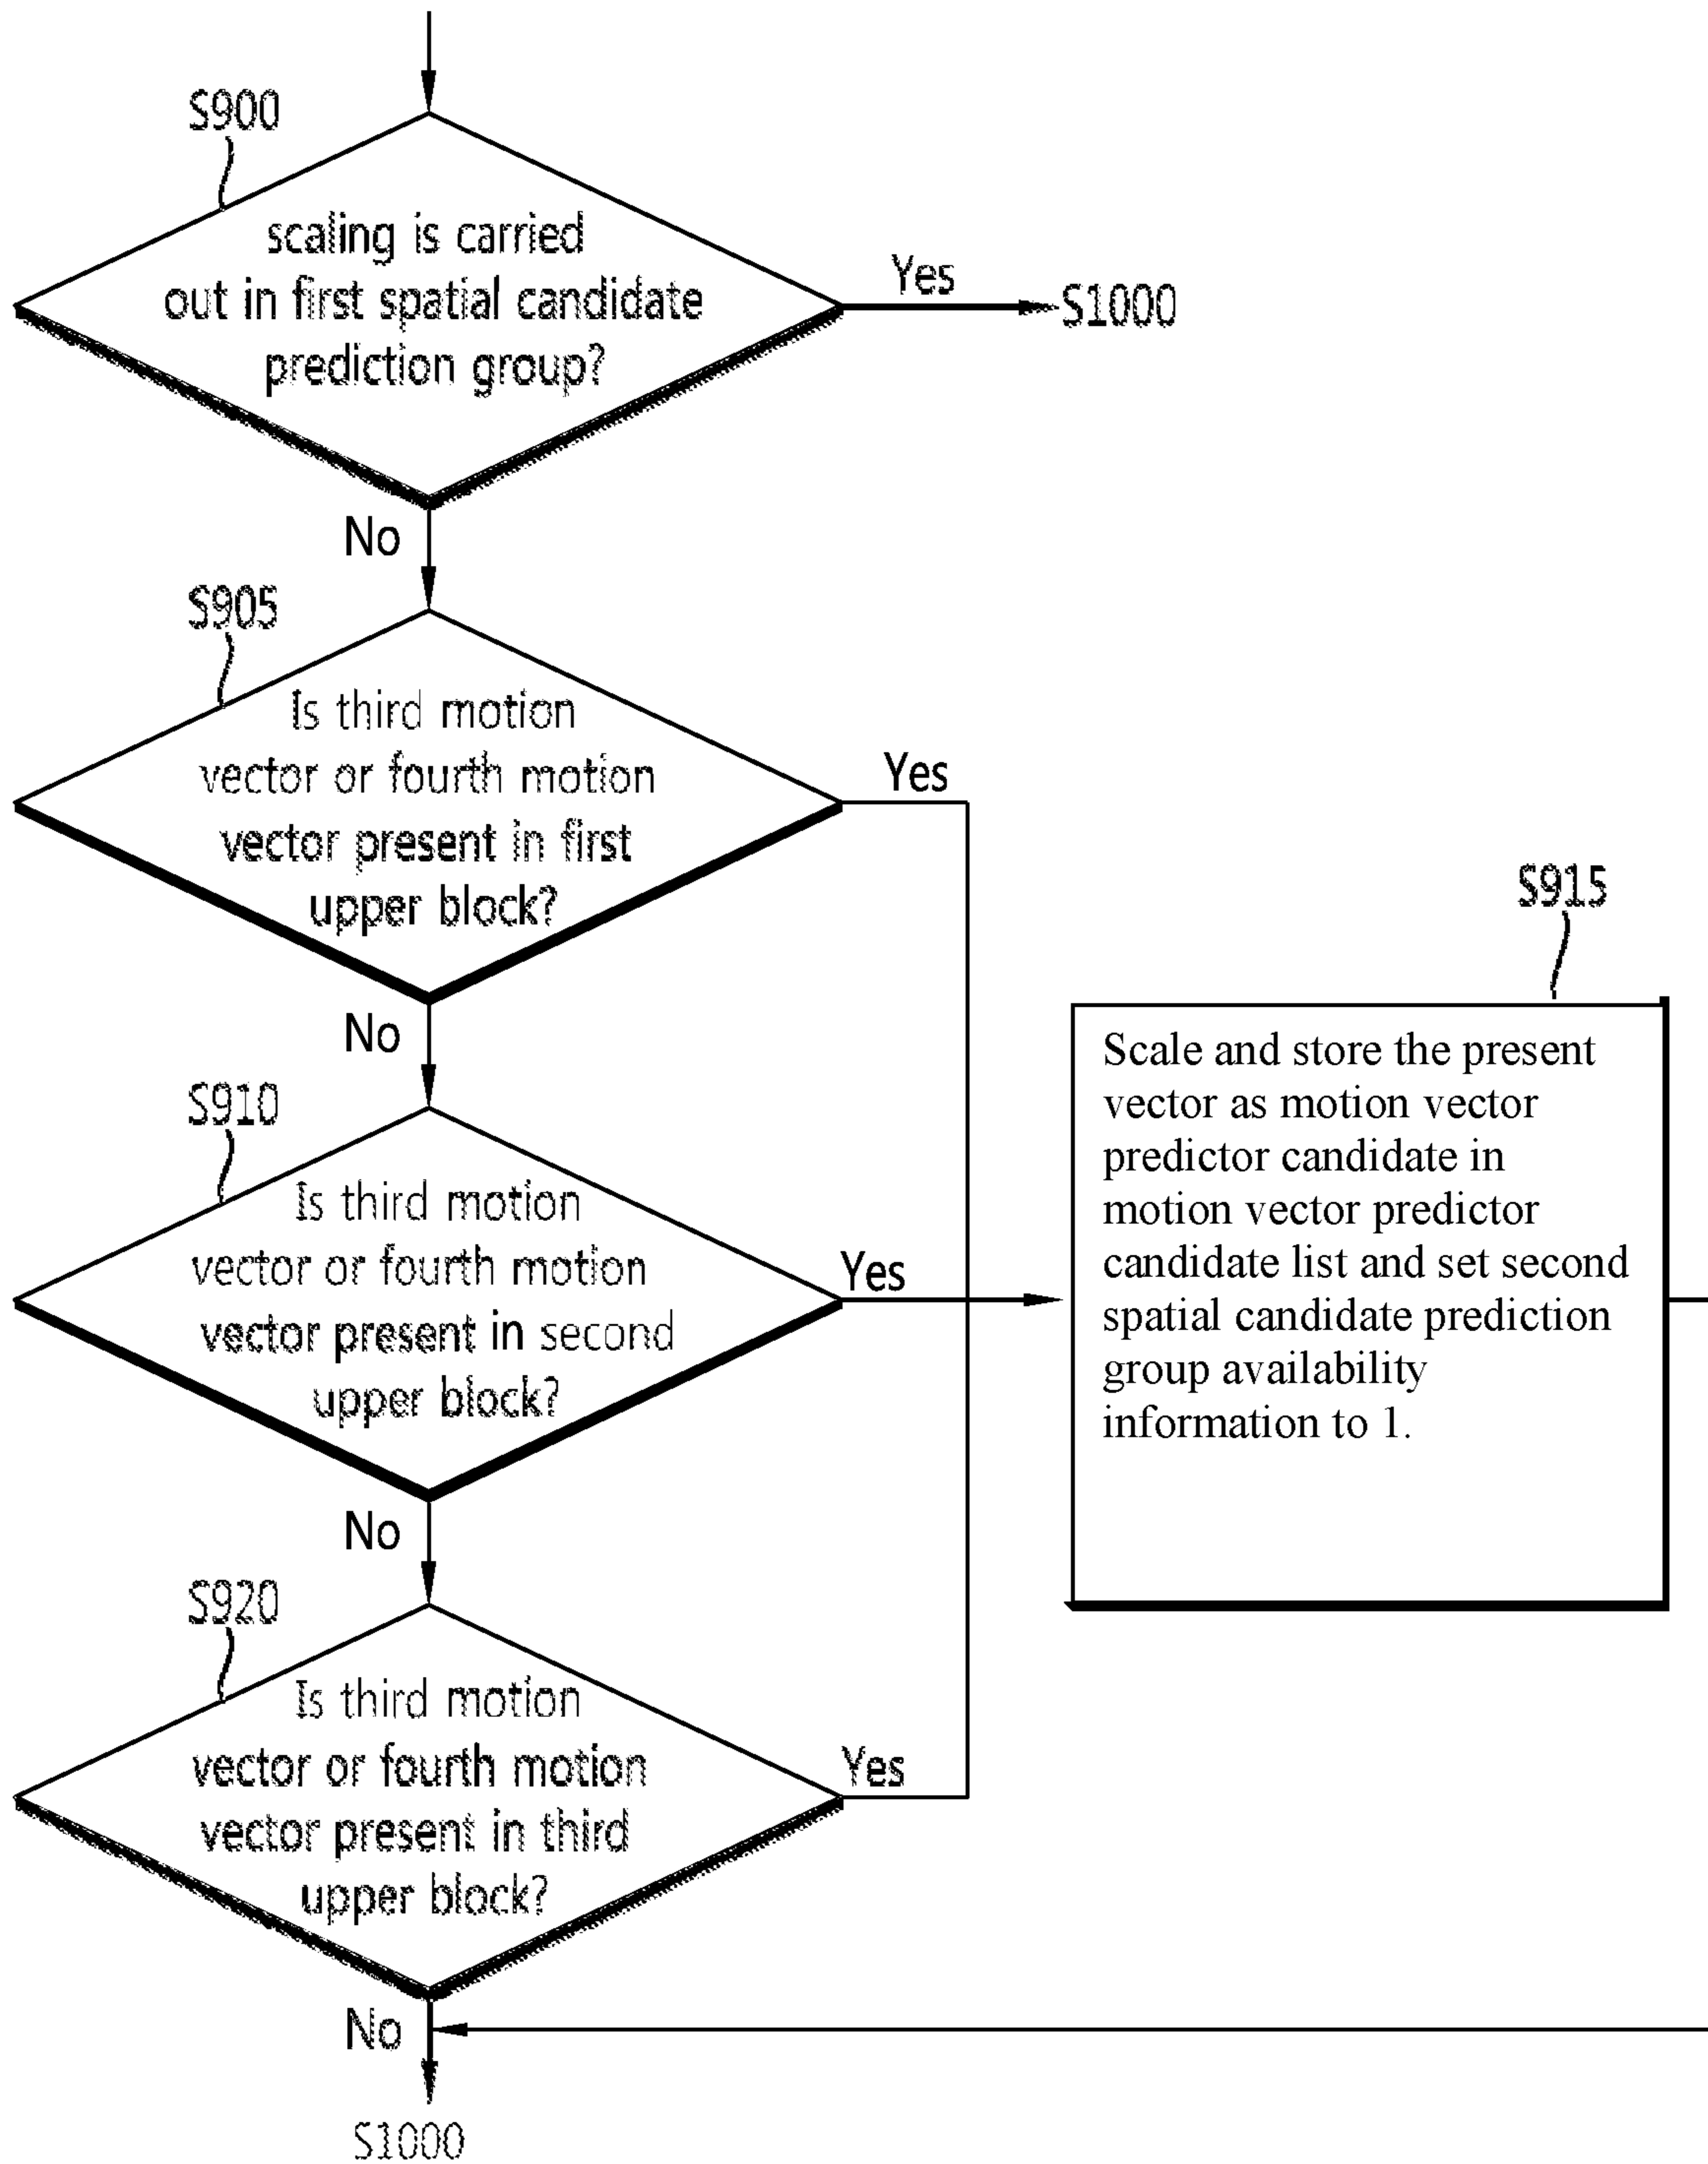 S900
scaling is carried
out in first spatial candidate
prediction group?
Yes
S1000
No
S905
Is third motion
vector or fourth motion
vector present in first
upper block?
Yes
No
S910
Is third motion
vector or fourth motion
vector present in second
upper block?
Yes
S915
Scale and store the present
vector as motion vector
predictor candidate in
motion vector predictor
candidate list and set second
spatial candidate prediction
group availability
information to 1.
No
S920
Is third motion
vector or fourth motion
vector present in third
upper block?
Yes
No
S1000